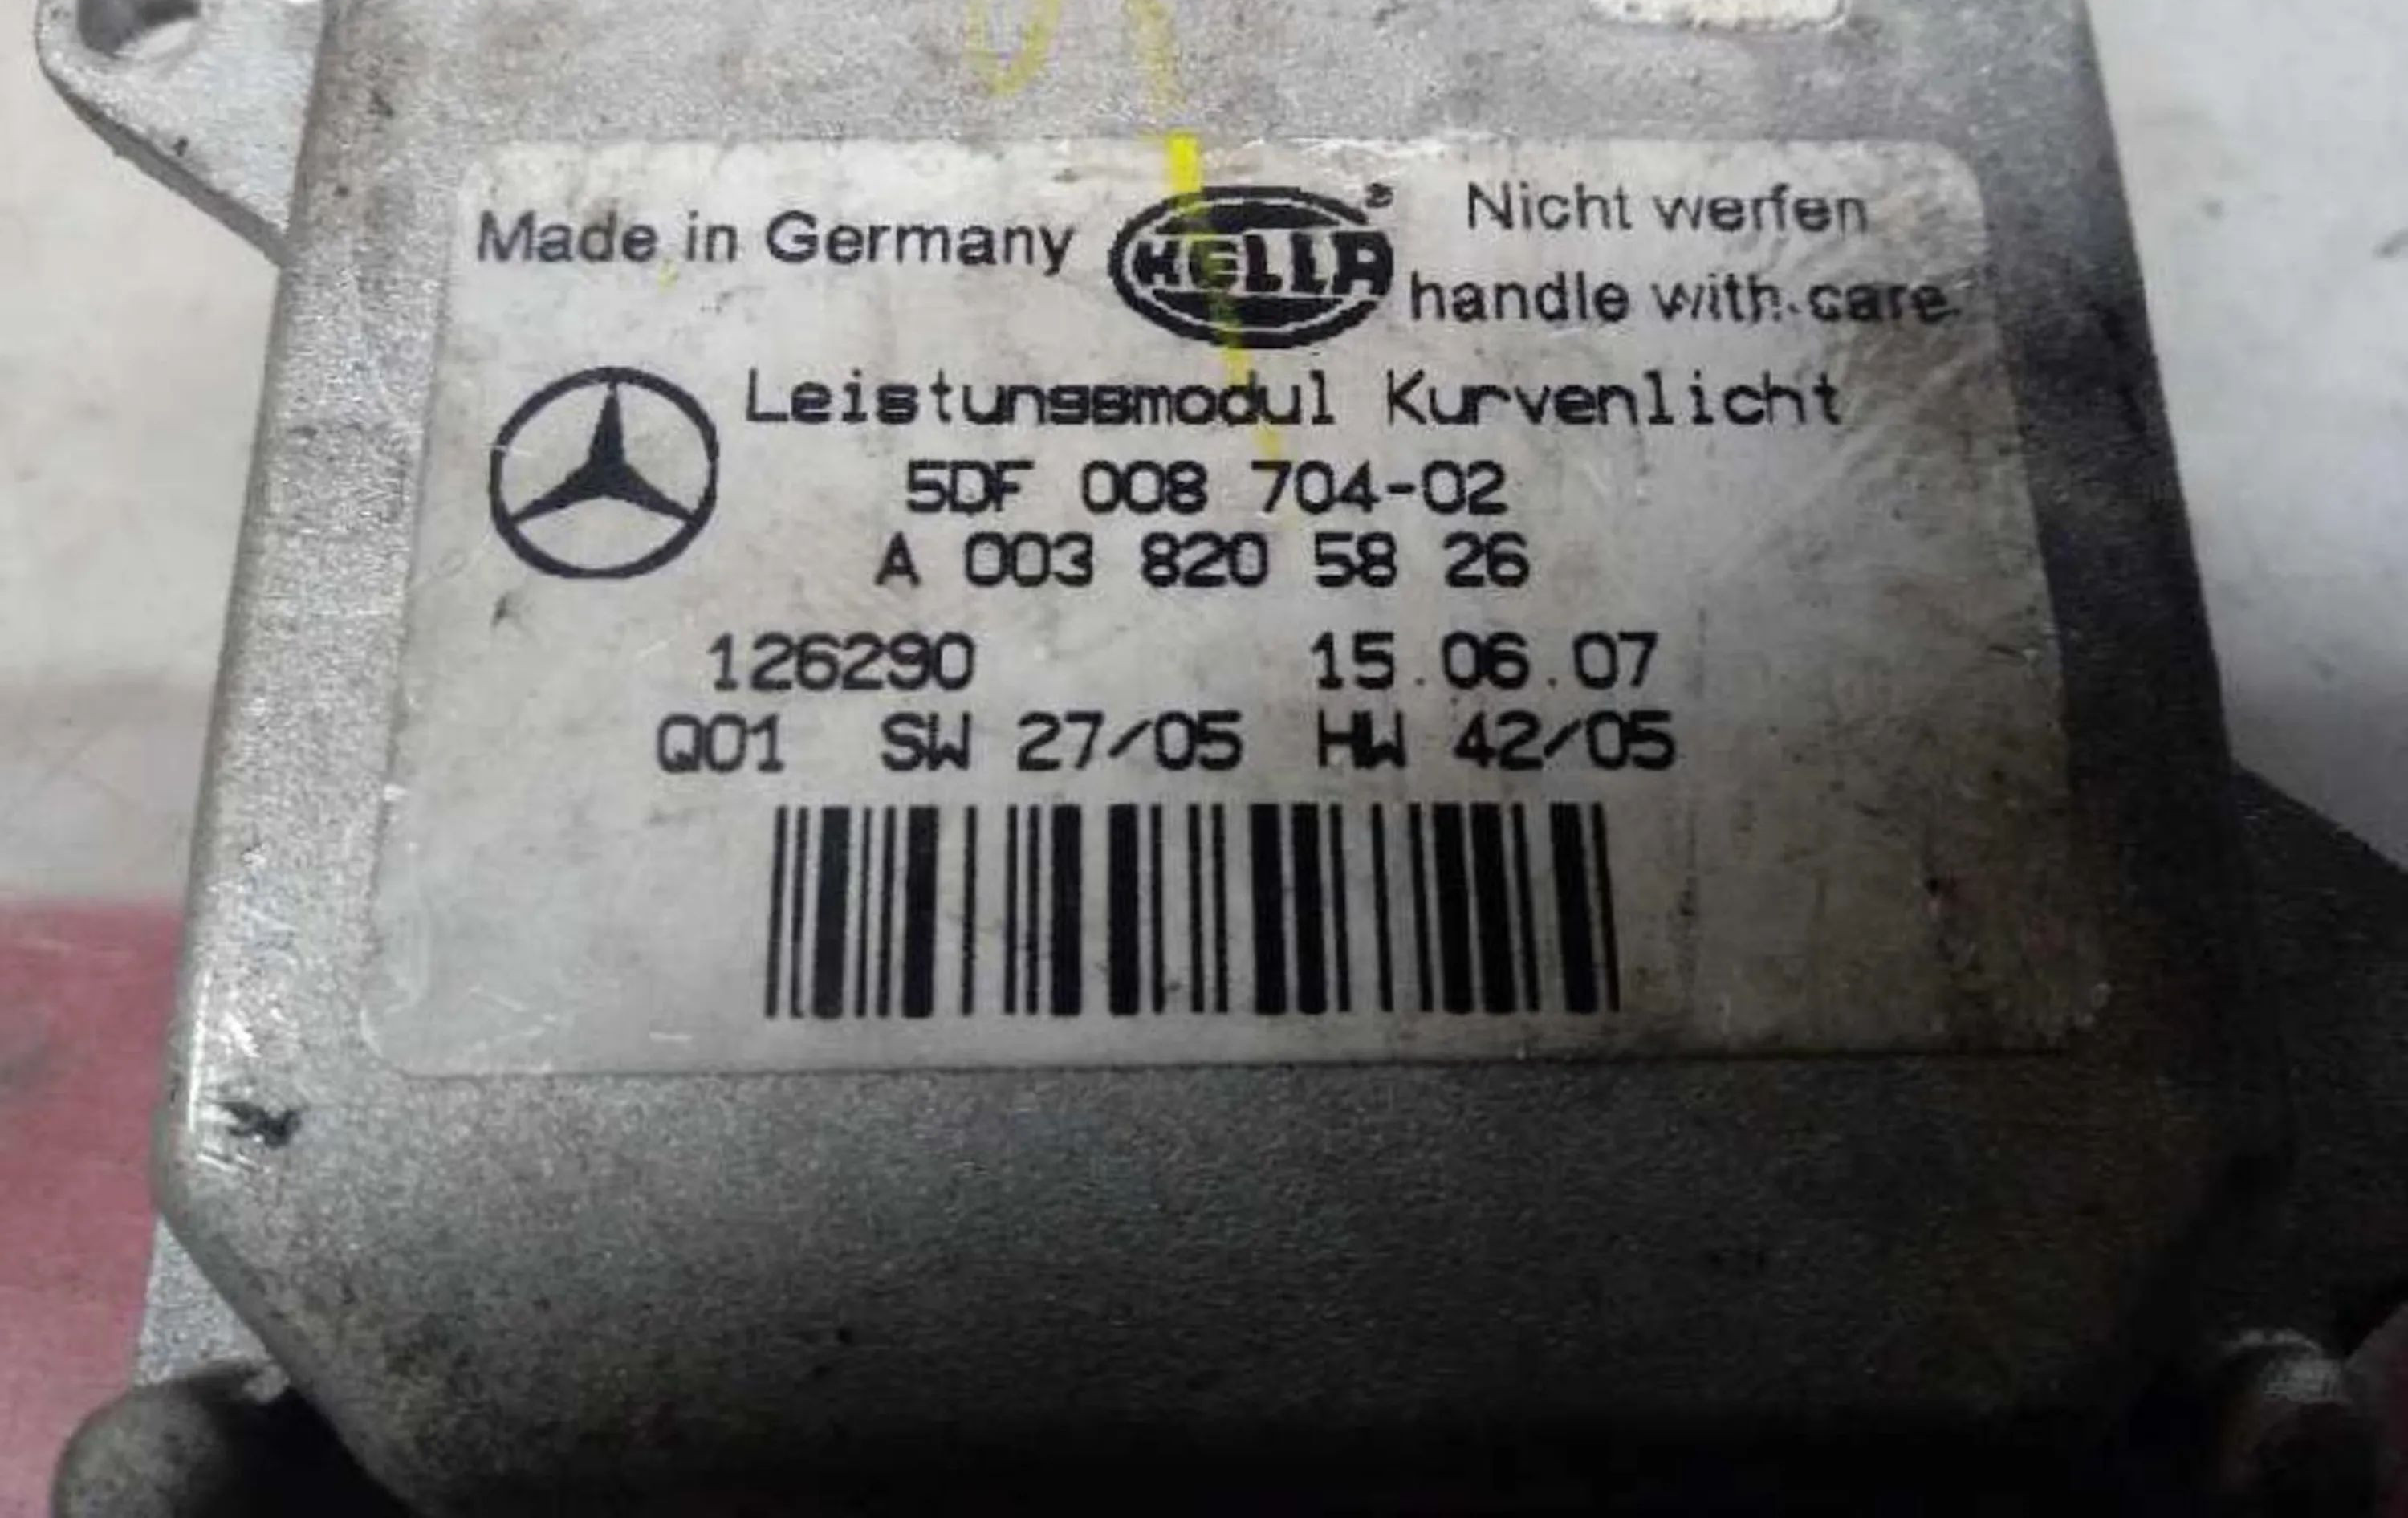 Made in Germany HELLA® Nicht werfen
handle with care
Leistungsmodul Kurvenlicht
5DF 008 704-02
A 003 820 58 26
126290 15.06.07
Q01 SW 27/05 HW 42/05